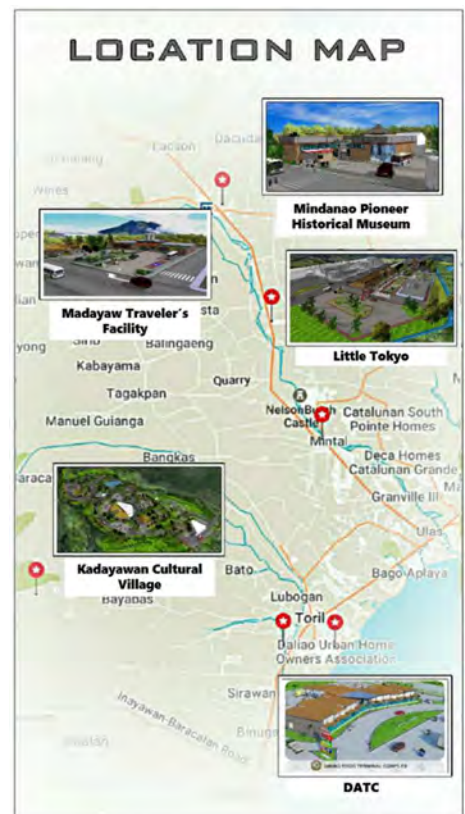 LOCATION MAP
Lacson
Dacudao
Wines
Mindanao Pioneer
Historical Museum
Madayaw Traveler's
Facility
Balingaeng
Little Tokyo
Kabayama
Quarry
Tagakpan
Catalunan South
Pointe Homes
Manuel Guianga
Castle
Mintal
Bangkas
Deca Homes
Catalunan Grande
Granville III
Ulas
Kadayawan Cultural
Village
Bato
Bago Aplaya
Bayabas
Lubogan
Toril
Daliao Urban Home
Owners Association
Sirawan
Inayawan-Baracatan Road
DATC